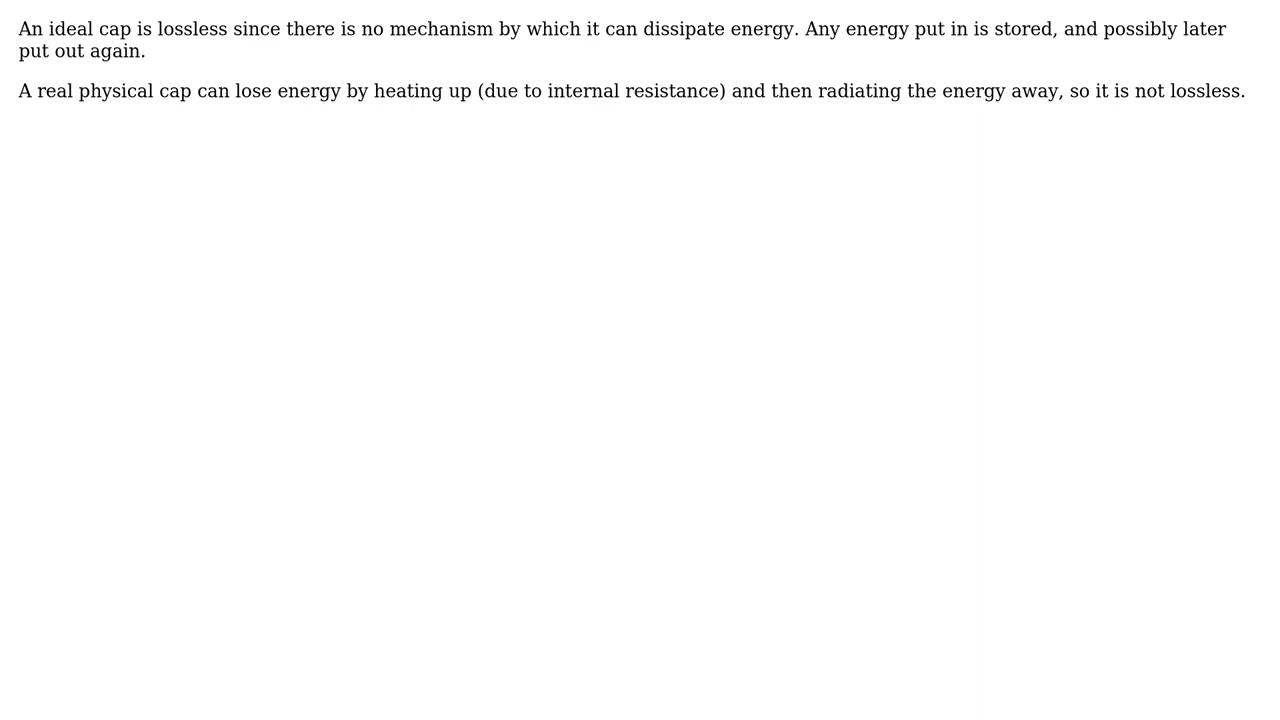 An ideal cap is lossless since there is no mechanism by which it can dissipate energy. Any energy put in is stored, and possibly later
put out again.
A real physical cap can lose energy by heating up (due to internal resistance) and then radiating the energy away, so it is not lossless.